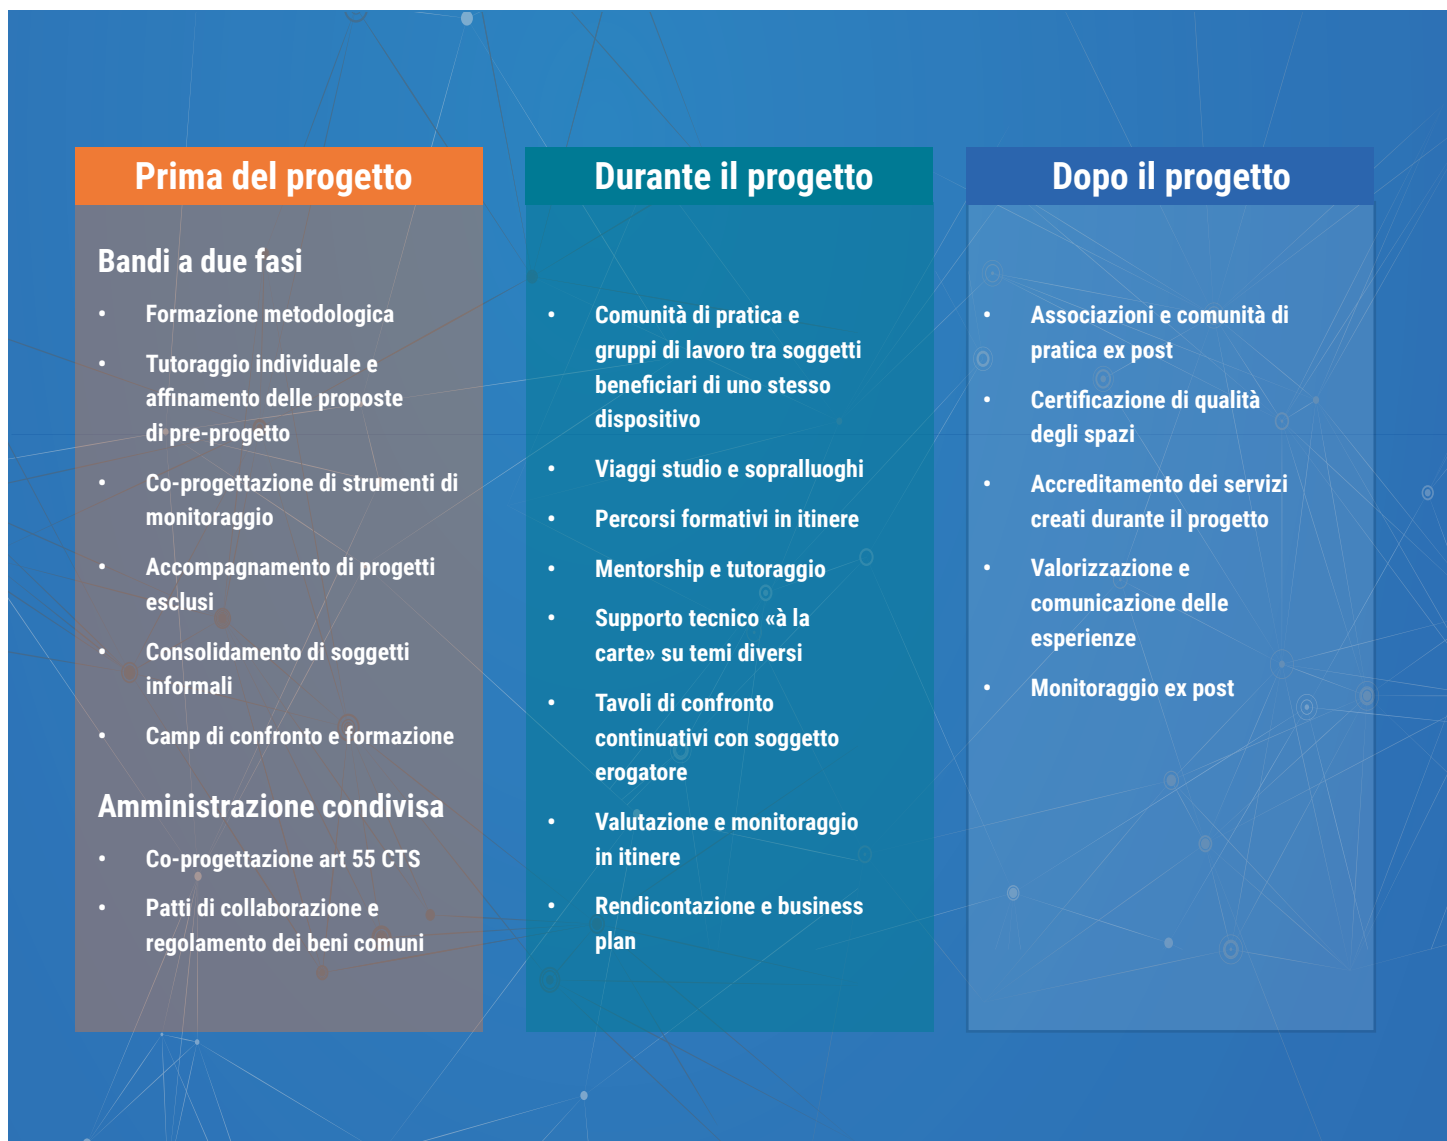 Prima del progetto
Bandi a due fasi
• Formazione metodologica
• Tutoraggio individuale e
affinamento delle proposte
di pre-progetto
• Co-progettazione di strumenti di
monitoraggio
• Accompagnamento di progetti
esclusi
• Consolidamento di soggetti
informali
• Camp di confronto e formazione
Amministrazione condivisa
• Co-progettazione art 55 CTS
• Patti di collaborazione e
regolamento dei beni comuni
Durante il progetto
• Comunità di pratica e
gruppi di lavoro tra soggetti
beneficiari di uno stesso
dispositivo
• Viaggi studio e sopralluoghi
• Percorsi formativi in itinere
• Mentorship e tutoraggio
• Supporto tecnico «à la
carte» su temi diversi
• Tavoli di confronto
continuativi con soggetto
erogatore
• Valutazione e monitoraggio
in itinere
• Rendicontazione e business
plan
Dopo il progetto
• Associazioni e comunità di
pratica ex post
• Certificazione di qualità
degli spazi
• Accreditamento dei servizi
creati durante il progetto
• Valorizzazione e
comunicazione delle
esperienze
• Monitoraggio ex post